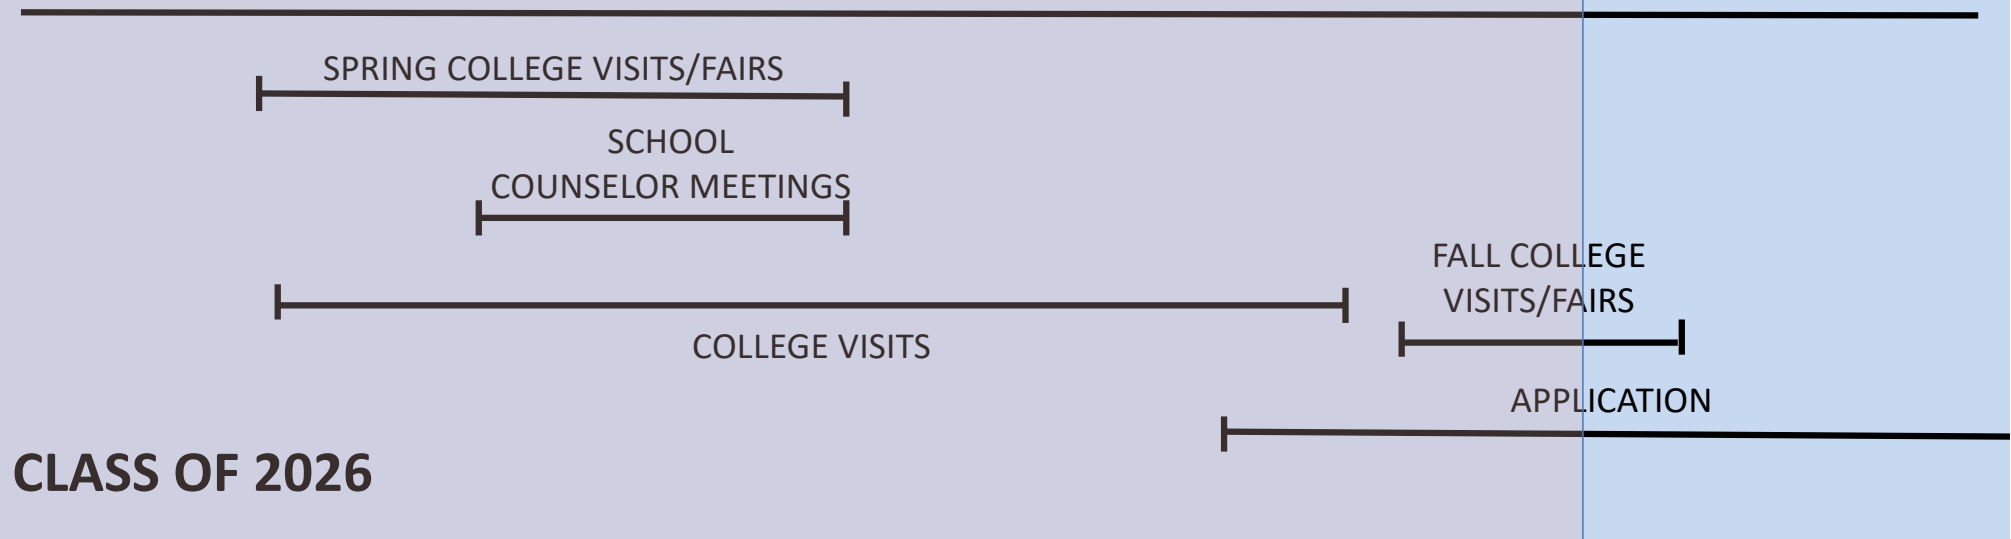 SPRING COLLEGE VISITS/FAIRS
SCHOOL
COUNSELOR MEETINGS
FALL COLLEGE
VISITS/FAIRS
COLLEGE VISITS
APPLICATION
CLASS OF 2026